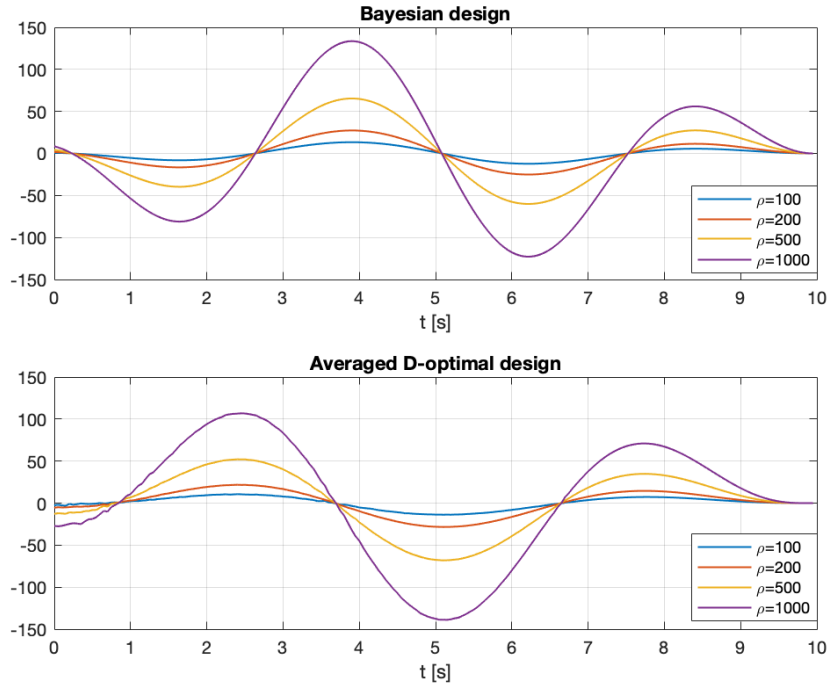 Bayesian design
150
100
50
0
-50
-100
-150
ρ=100
ρ=200
ρ=500
ρ=1000
0 1 2 3 4 5 6 7 8 9 10
t [s]
Averaged D-optimal design
150
100
50
0
-50
-100
-150
ρ=100
ρ=200
ρ=500
ρ=1000
0 1 2 3 4 5 6 7 8 9 10
t [s]